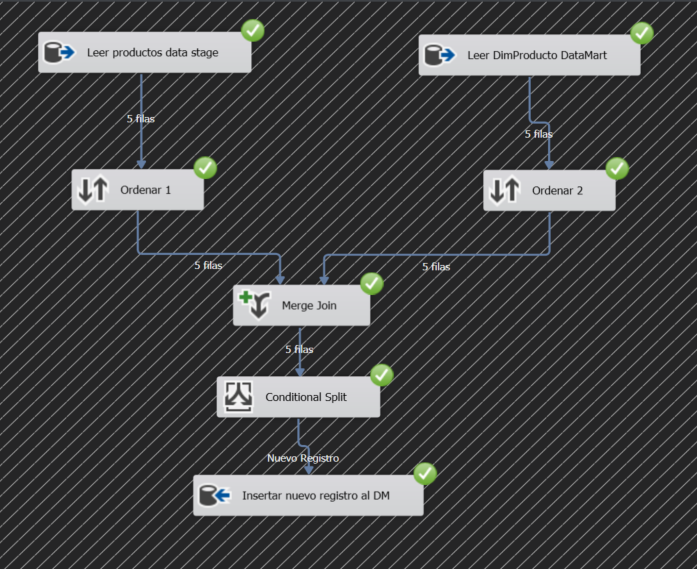 Leer productos data stage
Leer DimProducto DataMart
5 filas
5 filas
Ordenar 1
Ordenar 2
5 filas
5 filas
Merge Join
5 filas
Conditional Split
Nuevo Registro
Insertar nuevo registro al DM